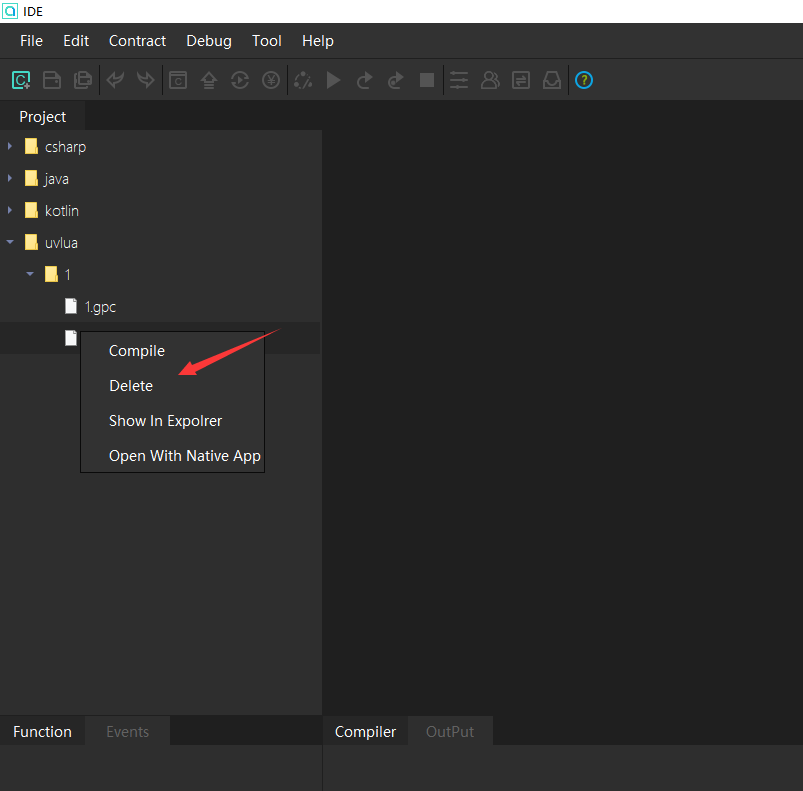 IDE
File Edit Contract Debug Tool Help
C ¥ C ?
Project
csharp
java
kotlin
uvlua
1
1.gpc
Compile
Delete
Show In Expolrer
Open With Native App
Function Events Compiler OutPut